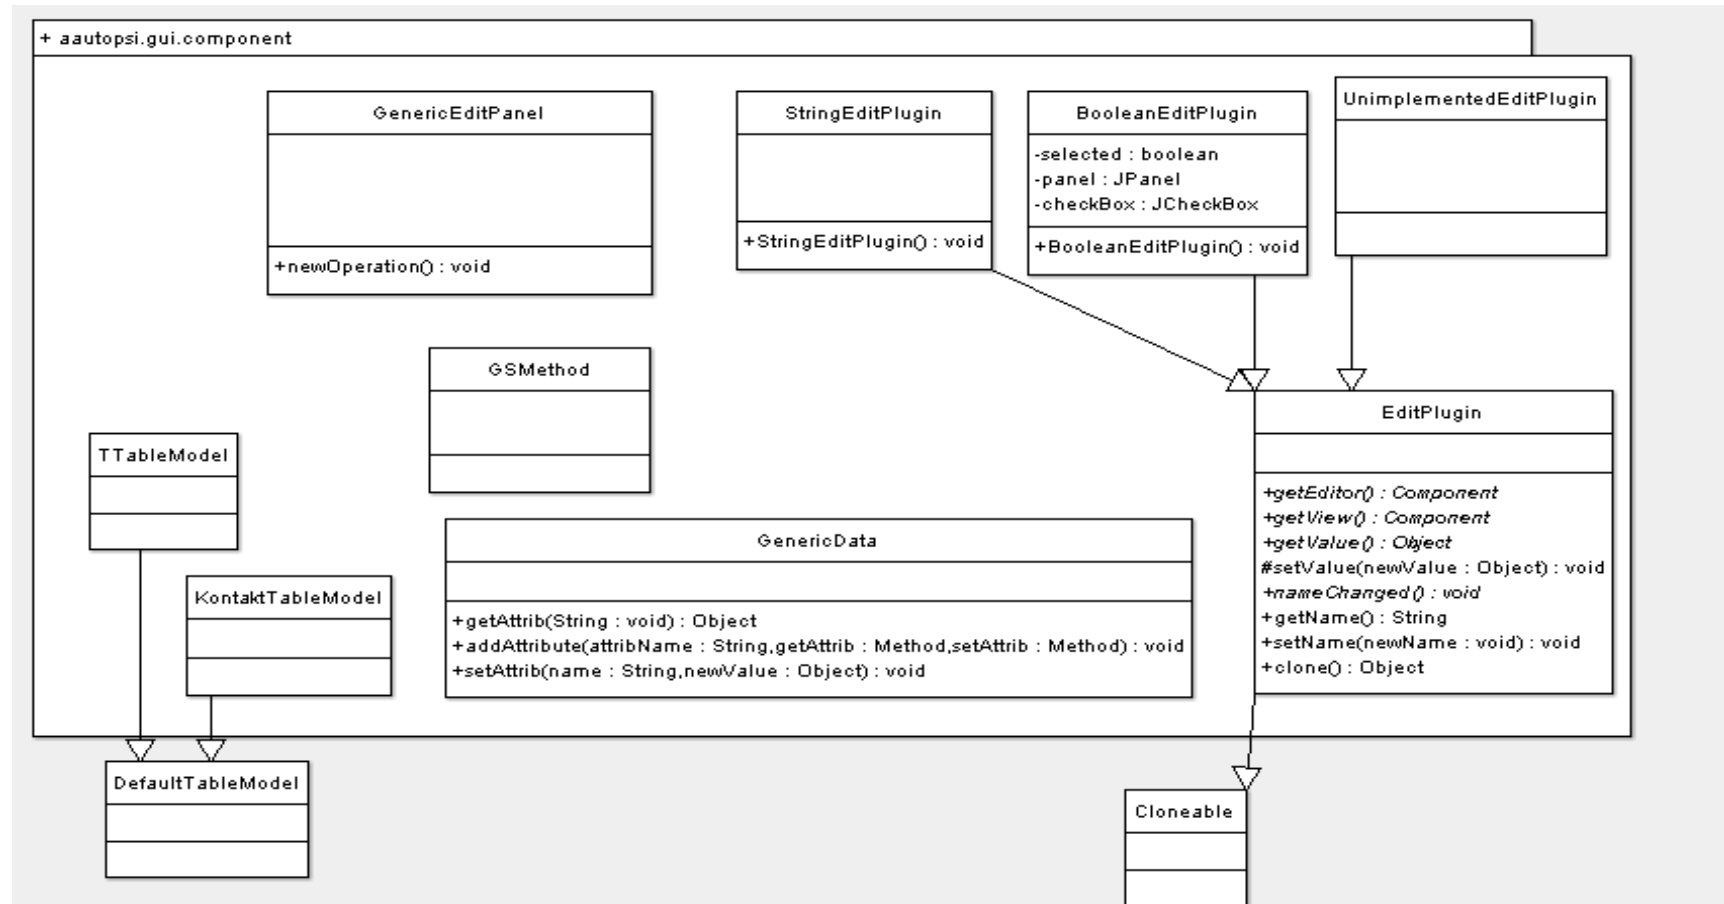 + aautopsi.gui.component
GenericEditPanel
+newOperation() : void
StringEditPlugin
+StringEditPlugin() : void
BooleanEditPlugin
-selected : boolean
-panel : JPanel
-checkBox : JCheckBox
+BooleanEditPlugin() : void
UnimplementedEditPlugin
GSMethod
EditPlugin
+getEditor() : Component
+getView() : Component
+getValue() : Object
#setValue(newValue : Object) : void
+nameChanged() : void
+getName() : String
+setName(newName : void) : void
+clone() : Object
TTableModel
KontaktTableModel
GenericData
+getAttrib(String : void) : Object
+addAttribute(attribName : String,getAttrib : Method,setAttrib : Method) : void
+setAttrib(name : String,newValue : Object) : void
DefaultTableModel
Cloneable